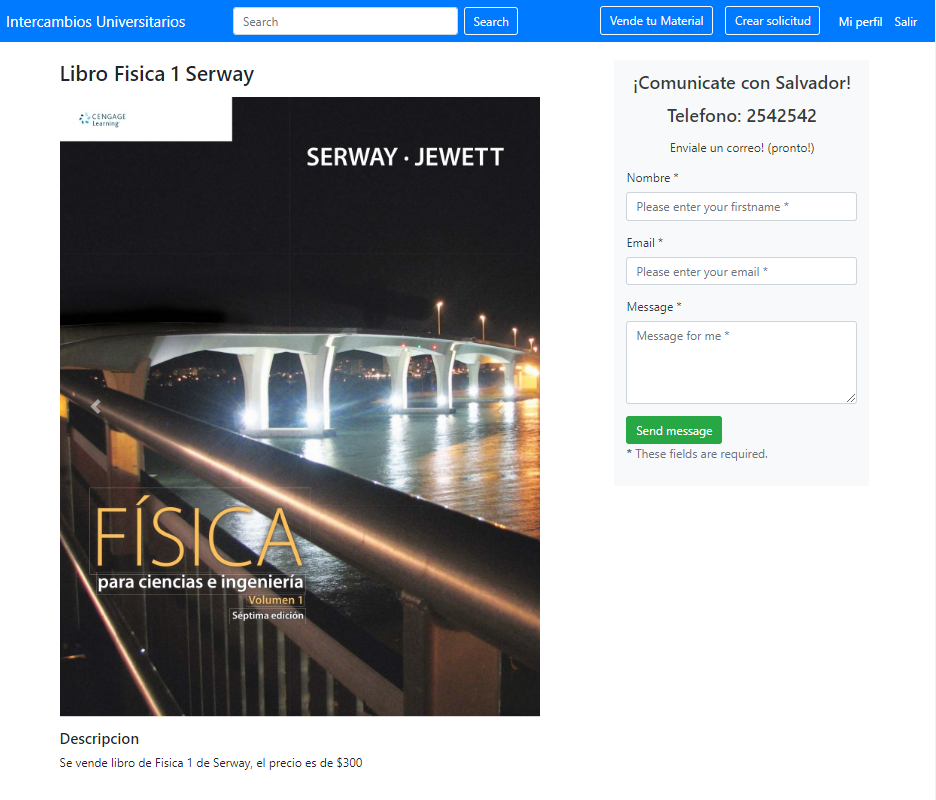 Intercambios Universitarios
Search
Search
Vende tu Material
Crear solicitud
Mi perfil
Salir
Libro Fisica 1 Serway
CENGAGE
Learning
SERWAY · JEWETT
FÍSICA
para ciencias e ingeniería
Volumen 1
Séptima edición
Descripcion
Se vende libro de Fisica 1 de Serway, el precio es de $300
¡Comunicate con Salvador!
Telefono: 2542542
Enviale un correo! (pronto!)
Nombre *
Please enter your firstname *
Email *
Please enter your email *
Message *
Message for me *
Send message
* These fields are required.